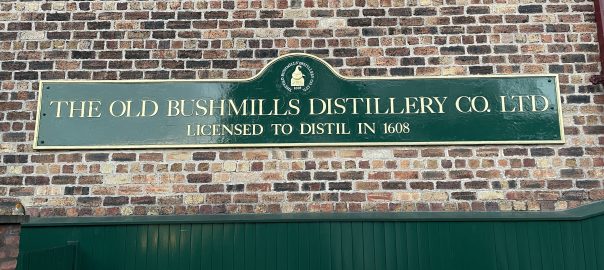 THE OLD BUSHMILLS DISTILLERY CO. LTD.
LICENSED TO DISTIL IN 1608